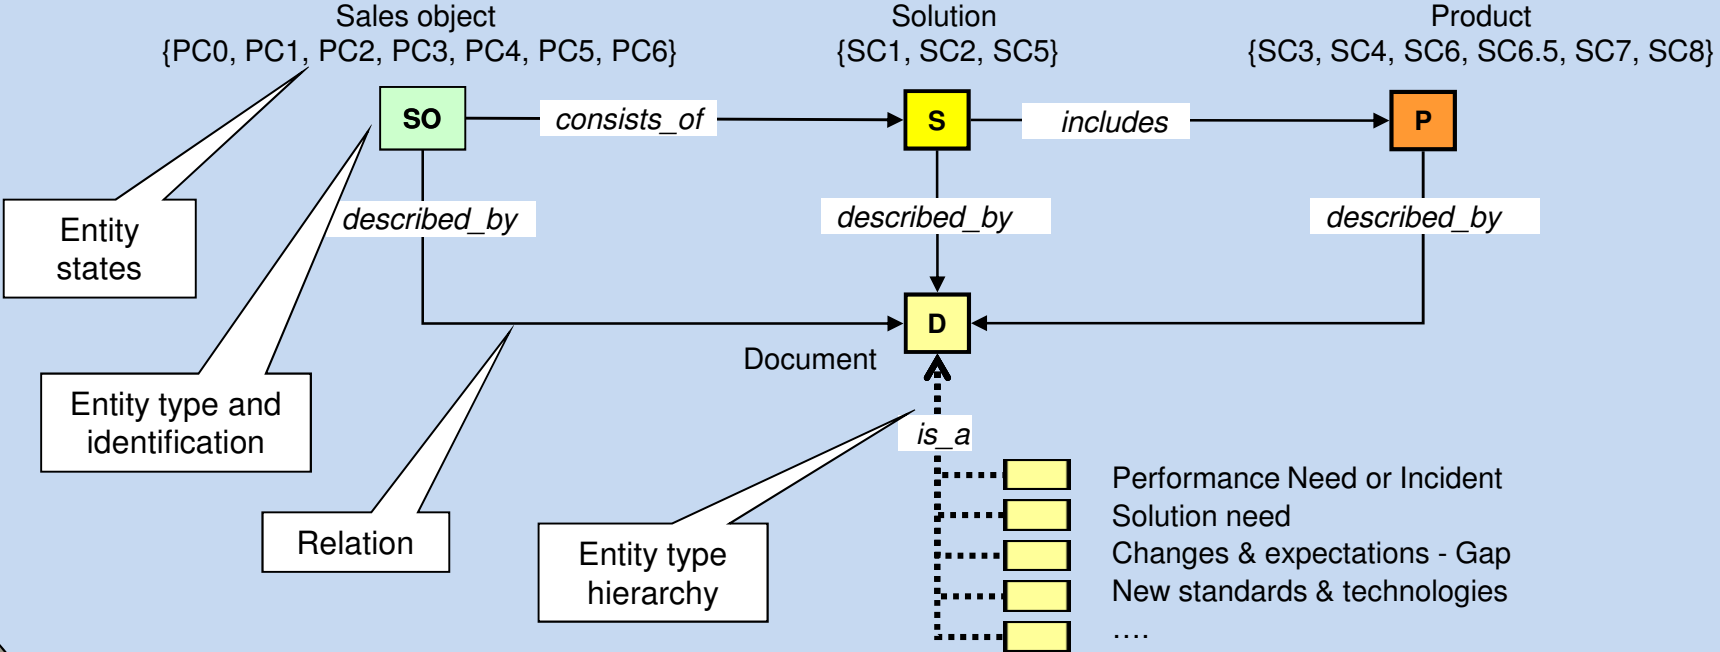 Sales object
{PC0, PC1, PC2, PC3, PC4, PC5, PC6}
Solution
{SC1, SC2, SC5}
Product
{SC3, SC4, SC6, SC6.5, SC7, SC8}
SO
consists_of
S
includes
P
Entity
states
described_by
described_by
described_by
D
Document
Entity type and
identification
is_a
Relation
Entity type
hierarchy
Performance Need or Incident
Solution need
Changes & expectations - Gap
New standards & technologies
....